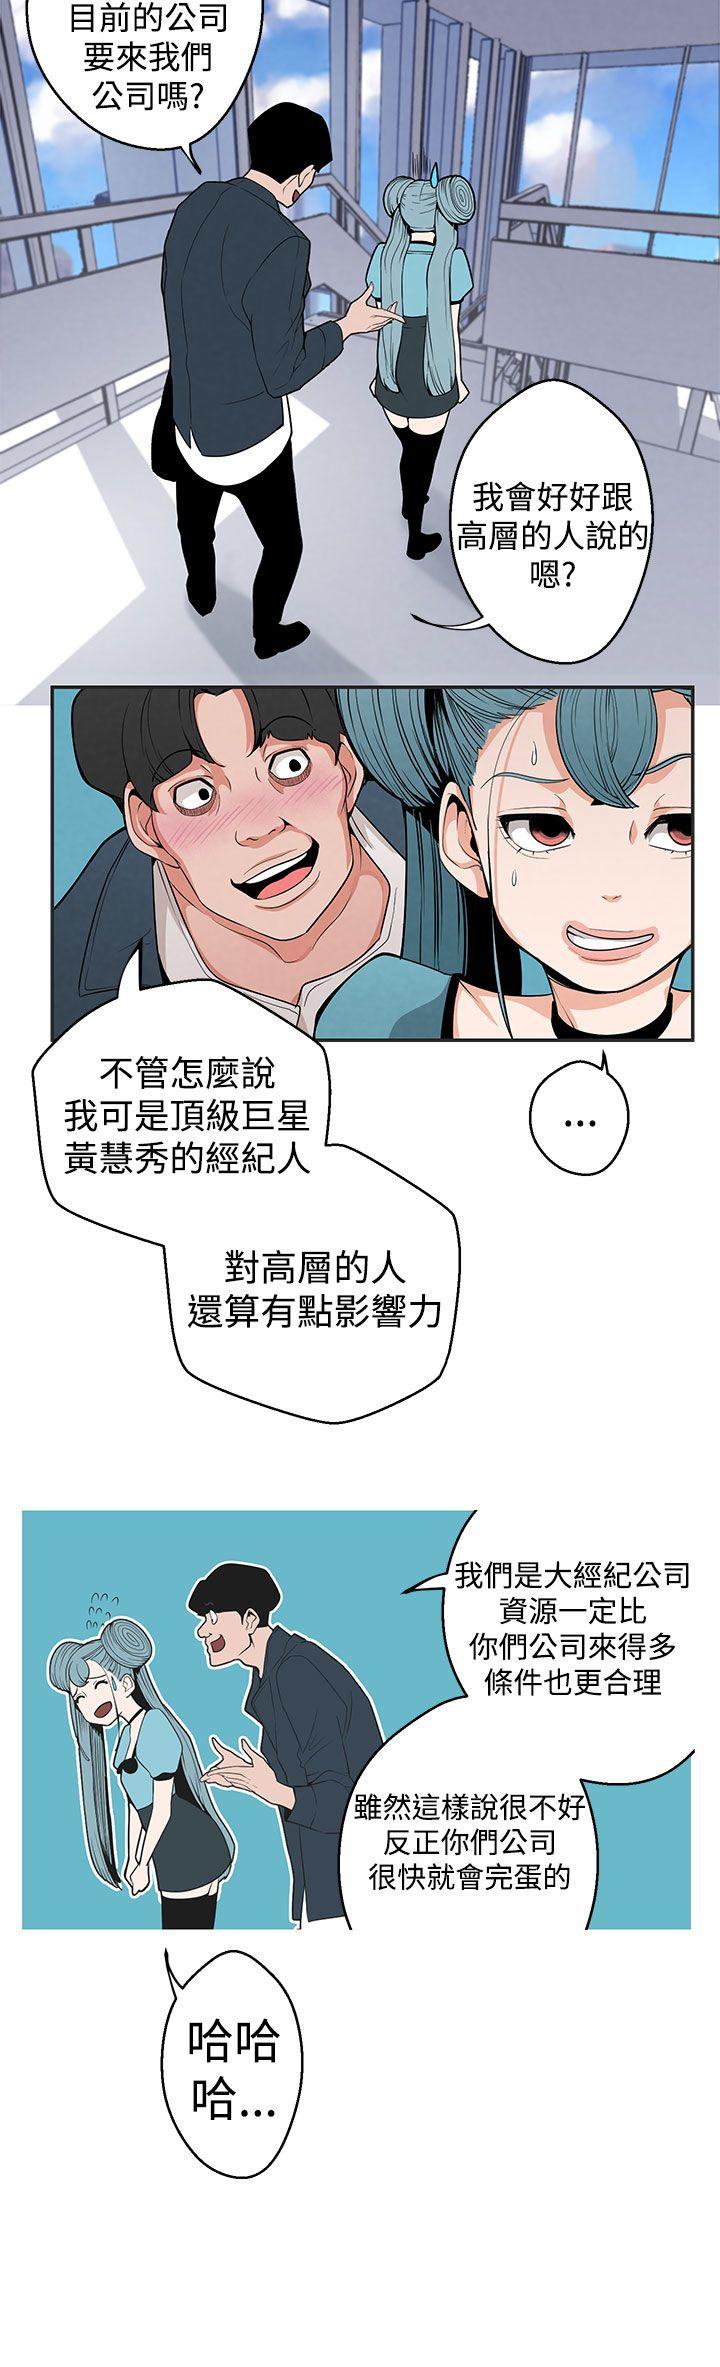 目前的公司
要來我們
公司嗎?
我會好好跟
高層的人說的
嗯?
不管怎麼說
我可是頂級巨星
黃慧秀的經紀人
...
對高層的人
還算有點影響力
我們是大經紀公司
資源一定比
你們公司來得多
條件也更合理
雖然這樣說很不好
反正你們公司
很快就會完蛋的
哈哈
哈...